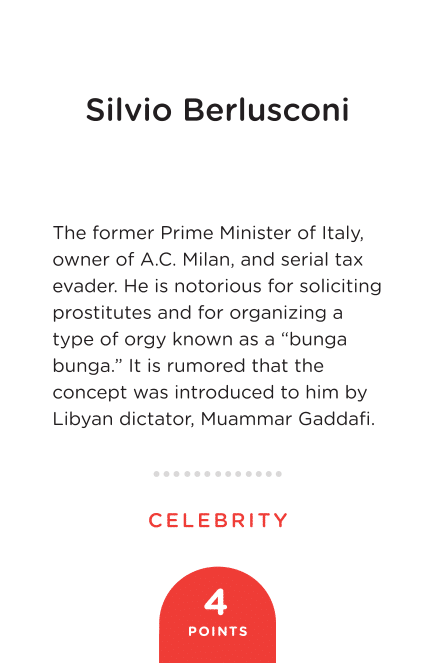 Silvio Berlusconi
The former Prime Minister of Italy,
owner of A.C. Milan, and serial tax
evader. He is notorious for soliciting
prostitutes and for organizing a
type of orgy known as a “bunga
bunga.” It is rumored that the
concept was introduced to him by
Libyan dictator, Muammar Gaddafi.
CELEBRITY
4
POINTS